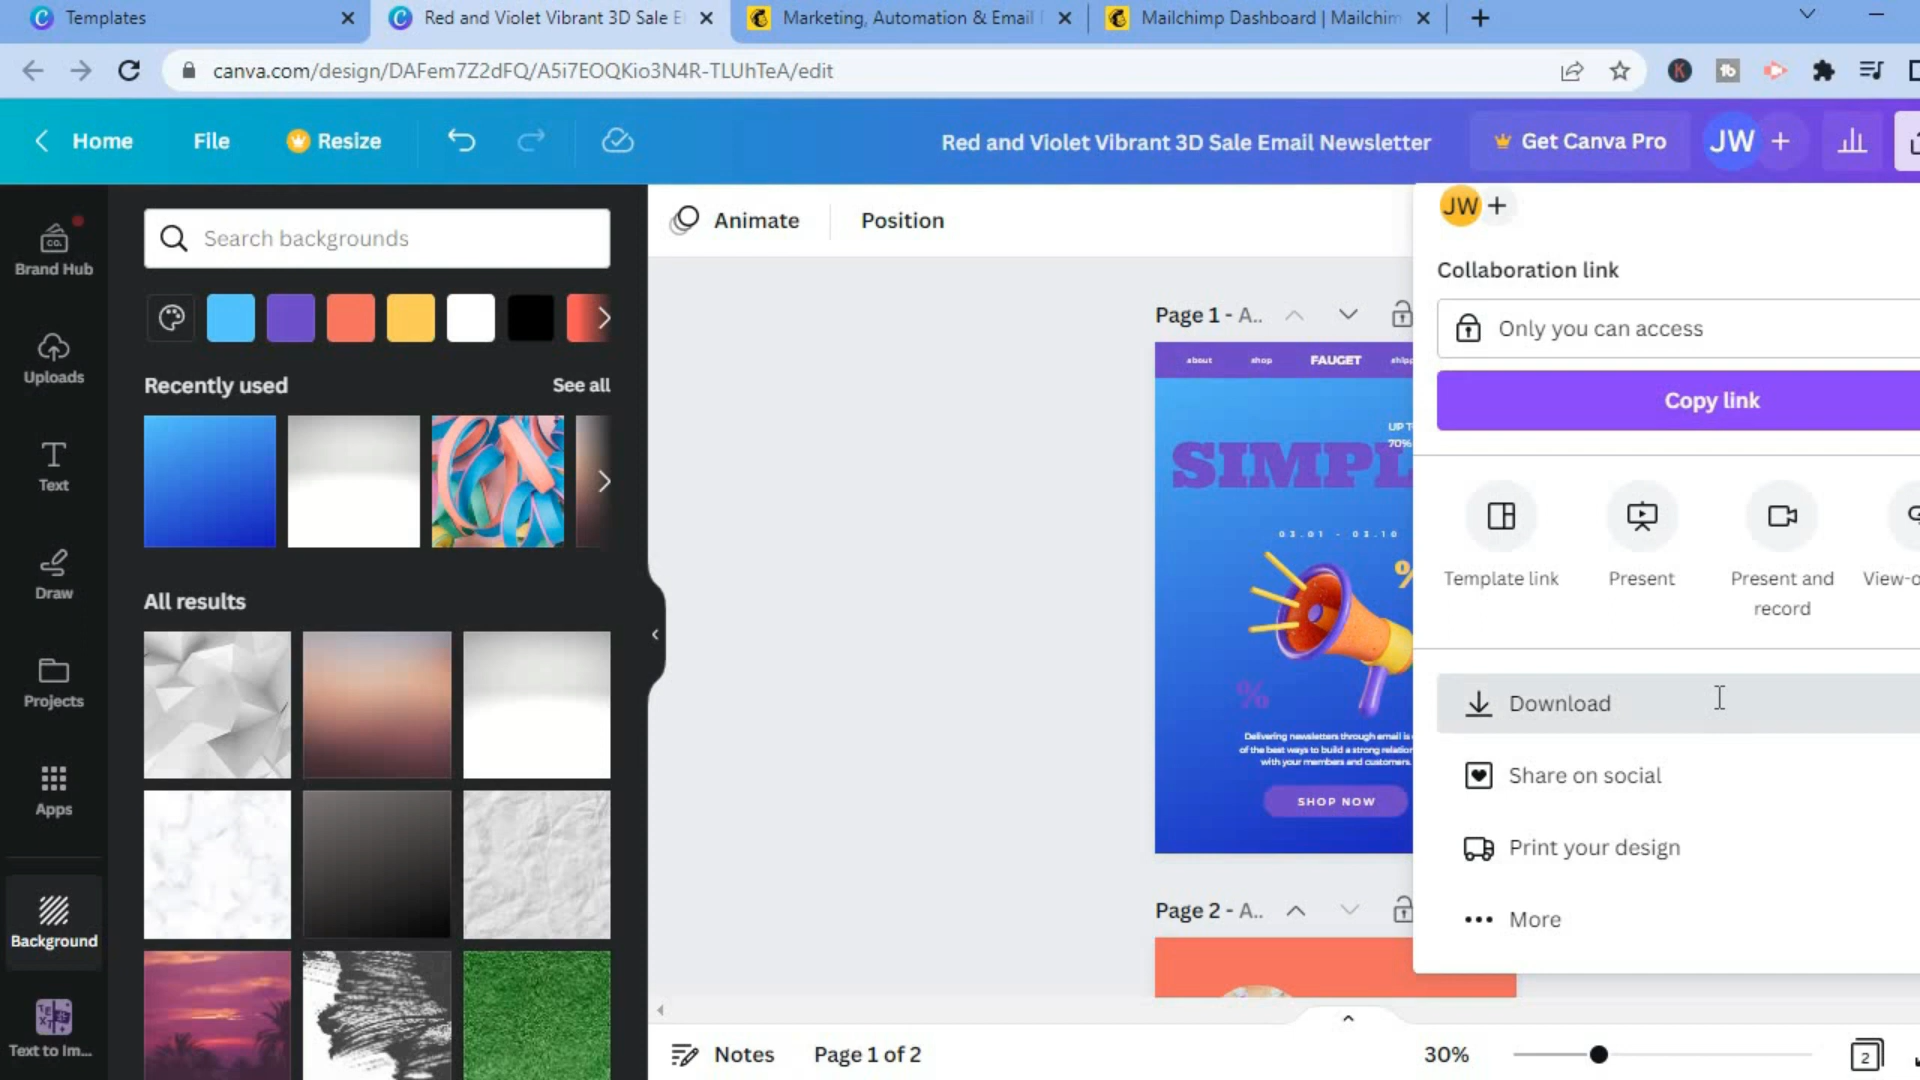 Templates
Red and Violet Vibrant 3D Sale E
Marketing, Automation & Email
Mailchimp Dashboard | Mailchim
canva.com/design/DAFem7Z2dFQ/A5i7EOQKio3N4R-TLUhTeA/edit
K
tb
Home
File
Resize
Red and Violet Vibrant 3D Sale Email Newsletter
Get Canva Pro
JW
Brand Hub
CO.
Uploads
Text
Draw
Projects
Apps
Background
Text to Im...
Search backgrounds
Recently used
See all
All results
Animate
Position
Page 1 - A..
about
shop
FAUGET
UP
70%
SIMPL
03.01 - 03.10
%
%
Delivering newsletters through email is
of the best ways to build a strong
with your members and customers.
SHOP NOW
Page 2 - A..
JW
Collaboration link
Only you can access
Copy link
Template link
Present
Present and
record
Download
Share on social
Print your design
More
Notes
Page 1 of 2
30%
2